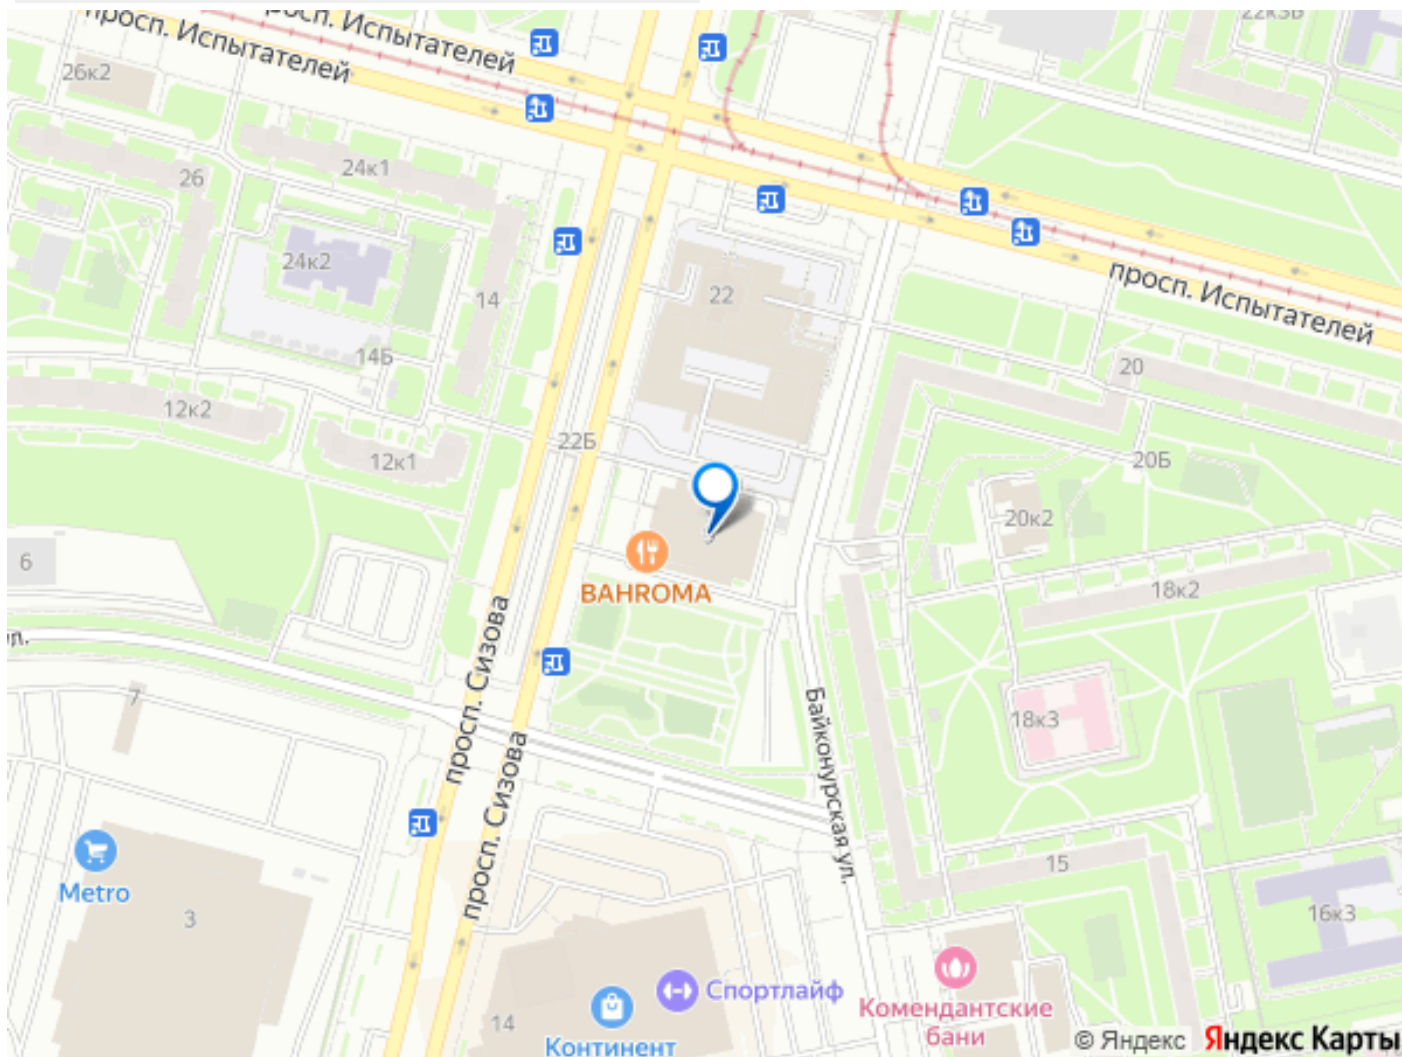 просп. Испытателей
просп. Испытателей
22к3Б
26к2
24к1
26
24к2
22
14
14Б
просп. Испытателей
20
12к2
22Б
12к1
20Б
20к2
6
BAHROMA
18к2
просп. Сизова
7
18к3
Байконурская ул.
просп. Сизова
15
Metro
3
16к3
Спортлайф
14
Континент
Комендантские
бани
© Яндекс Яндекс Карты